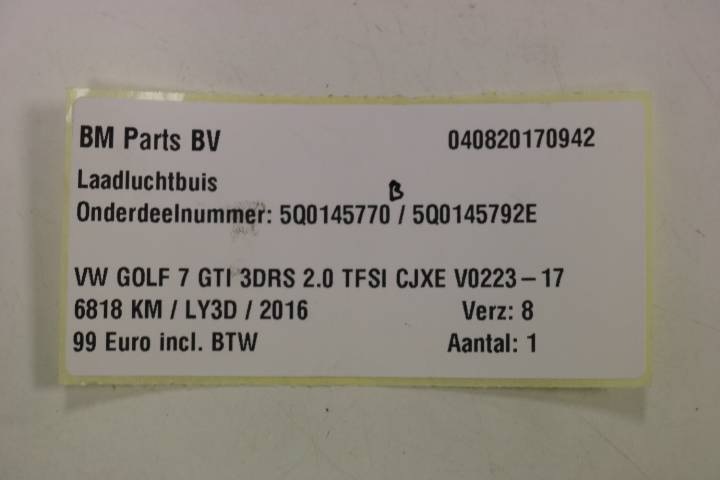 BM Parts BV 040820170942
Laadluchtbuis
B
Onderdeelnummer: 5Q0145770 / 5Q0145792E
VW GOLF 7 GTI 3DRS 2.0 TFSI CJXE V0223-17
6818 KM / LY3D / 2016 Verz: 8
99 Euro incl. BTW Aantal: 1